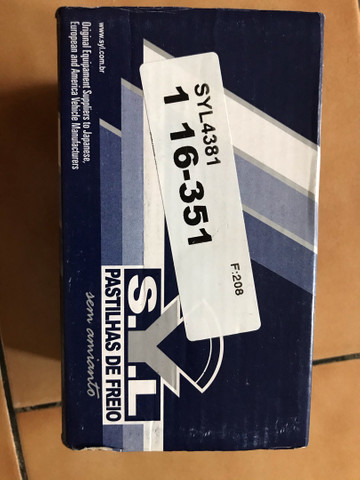 www.syl.com.br
Original Equipament Suppliers to Japanese,
European and America Vehicle Manufacturers
SYL4381
1 16-351
F:208
S.Y.L
PASTILHAS DE FREIO
sem amianto